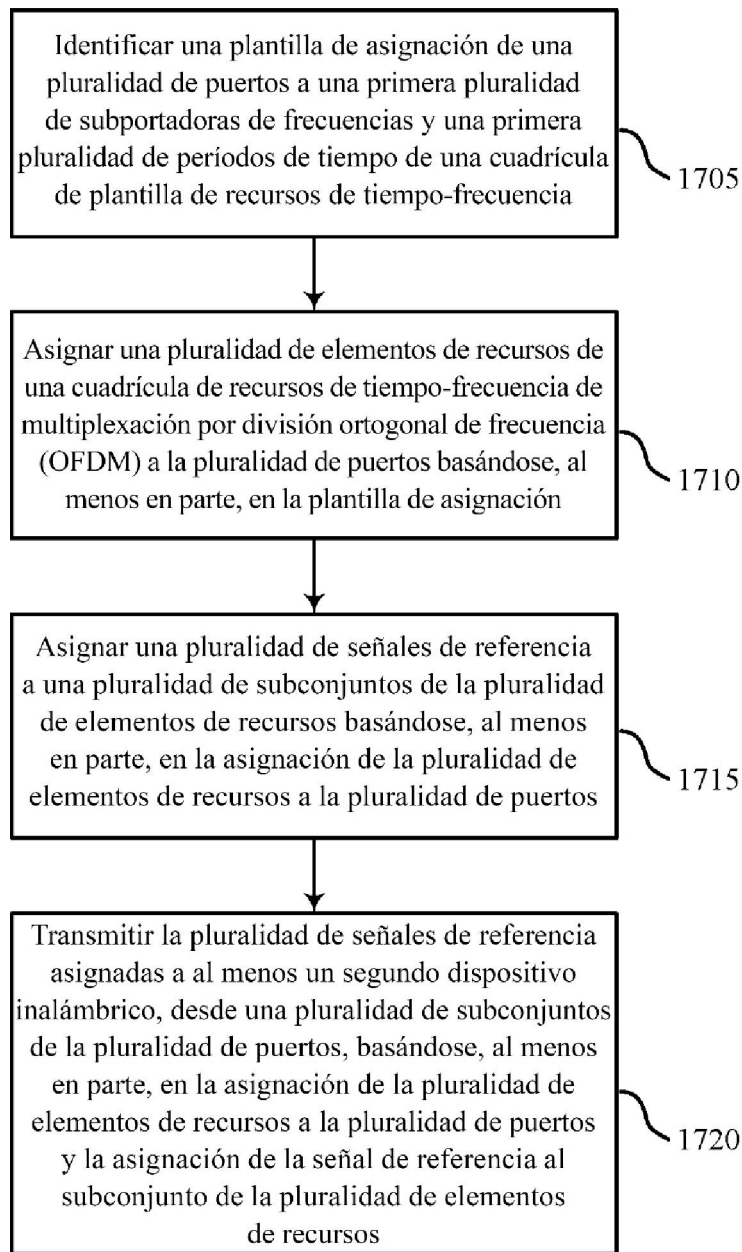 Identificar una plantilla de asignación de una
pluralidad de puertos a una primera pluralidad
de subportadoras de frecuencias y una primera
pluralidad de períodos de tiempo de una cuadrícula
de plantilla de recursos de tiempo-frecuencia
1705
Asignar una pluralidad de elementos de recursos de
una cuadrícula de recursos de tiempo-frecuencia de
multiplexación por división ortogonal de frecuencia
(OFDM) a la pluralidad de puertos basándose, al
menos en parte, en la plantilla de asignación
1710
Asignar una pluralidad de señales de referencia
a una pluralidad de subconjuntos de la pluralidad
de elementos de recursos basándose, al menos
en parte, en la asignación de la pluralidad de
elementos de recursos a la pluralidad de puertos
1715
Transmitir la pluralidad de señales de referencia
asignadas a al menos un segundo dispositivo
inalámbrico, desde una pluralidad de subconjuntos
de la pluralidad de puertos, basándose, al menos
en parte, en la asignación de la pluralidad de
elementos de recursos a la pluralidad de puertos
y la asignación de la señal de referencia al
subconjunto de la pluralidad de elementos
de recursos
1720